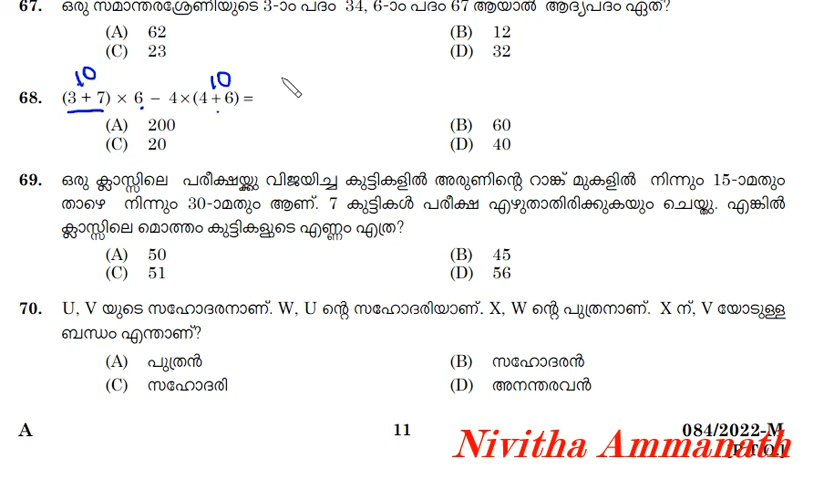 67. ഒരു സമാന്തരശ്രേണിയുടെ 3-ാം പദം 34, 6-ാം പദം 67 ആയാൽ ആദ്യപദം ഏത്?
(A) 62 (B) 12
(C) 23 (D) 32
10 10
68. (3 + 7) × 6 – 4×(4 + 6) =
(A) 200 (B) 60
(C) 20 (D) 40
69. ഒരു ക്ലാസ്സിലെ പരീക്ഷയ്ക്കു വിജയിച്ച കുട്ടികളിൽ അരുണിന്റെ റാങ്ക് മുകളിൽ നിന്നും 15-ാമതും
താഴെ നിന്നും 30-ാമതും ആണ്. 7 കുട്ടികൾ പരീക്ഷ എഴുതാതിരിക്കുകയും ചെയ്തു. എങ്കിൽ
ക്ലാസ്സിലെ മൊത്തം കുട്ടികളുടെ എണ്ണം എത്ര?
(A) 50 (B) 45
(C) 51 (D) 56
70. U, V യുടെ സഹോദരനാണ്. W, U ന്റെ സഹോദരിയാണ്. X, W ന്റെ പുത്രനാണ്. X ന്, V യോടുള്ള
ബന്ധം എന്താണ്?
(A) പുത്രൻ (B) സഹോദരൻ
(C) സഹോദരി (D) അനന്തരവൻ
A 11 084/2022-M
Nivitha Ammanath
[P.T.O.]